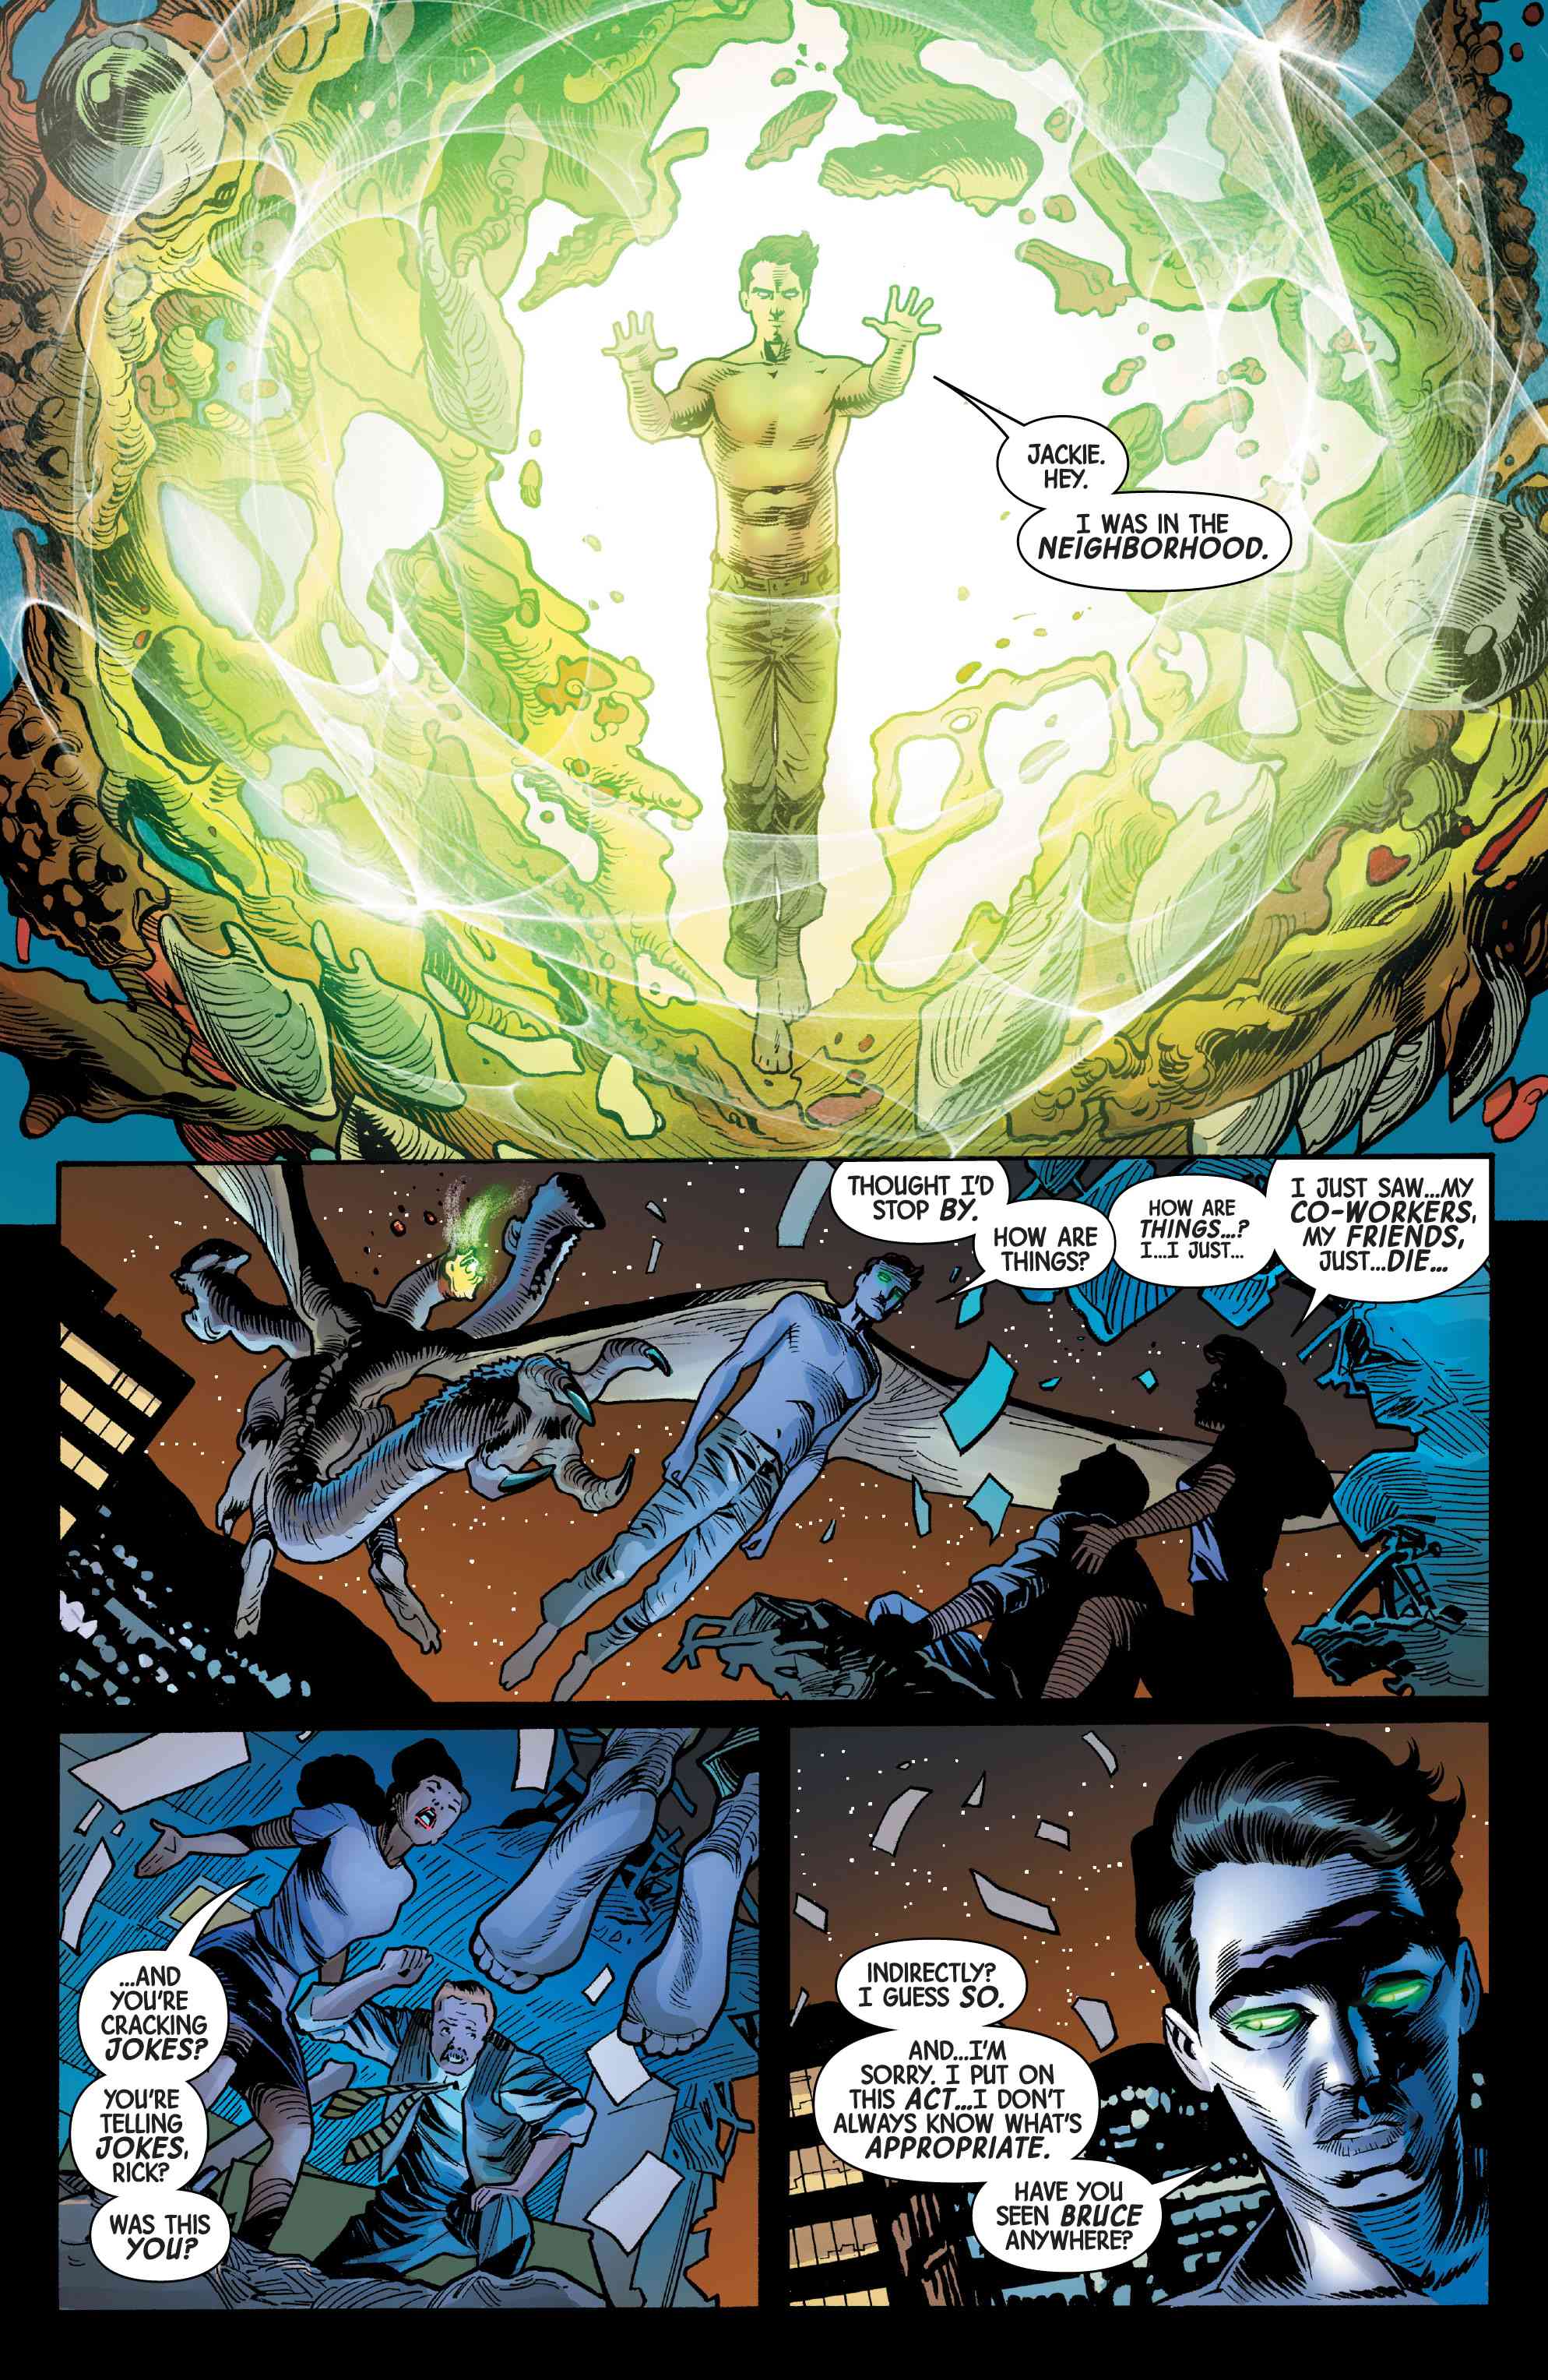 JACKIE.
HEY.
I WAS IN THE
NEIGHBORHOOD.
THOUGHT I'D
STOP BY.
HOW ARE
THINGS?
HOW ARE
THINGS...?
I...I JUST...
I JUST SAW...MY
CO-WORKERS,
MY FRIENDS,
JUST...DIE...
...AND
YOU'RE
CRACKING
JOKES?
YOU'RE
TELLING
JOKES,
RICK?
WAS THIS
YOU?
INDIRECTLY?
I GUESS SO.
AND...I'M
SORRY. I PUT ON
THIS ACT...I DON'T
ALWAYS KNOW WHAT'S
APPROPRIATE.
HAVE YOU
SEEN BRUCE
ANYWHERE?